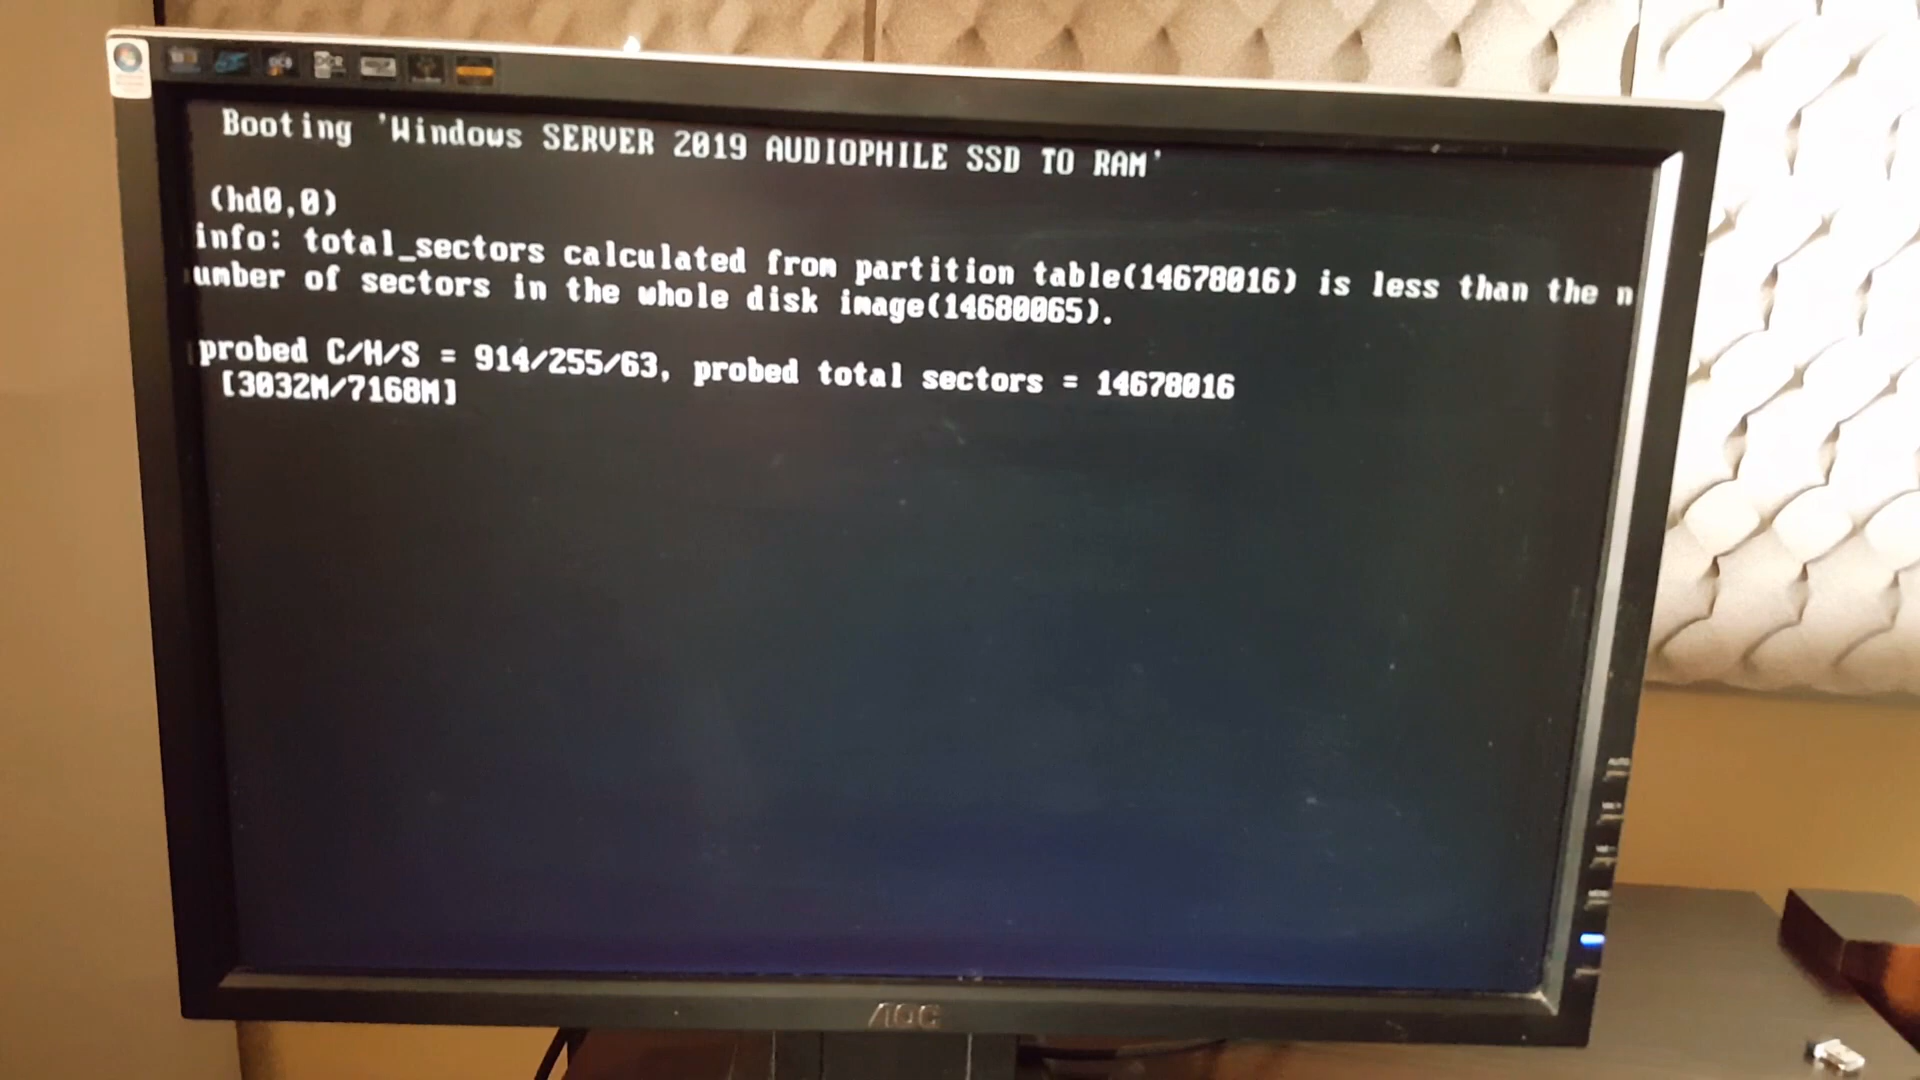 Booting 'Windows SERVER 2019 AUDIOPHILE SSD TO RAM'
(hd0,0)
info: total_sectors calculated from partition table(14678016) is less than the n
umber of sectors in the whole disk image(14680065).
probed C/H/S = 914/255/63, probed total sectors = 14678016
[3032M/7168M]
AOC